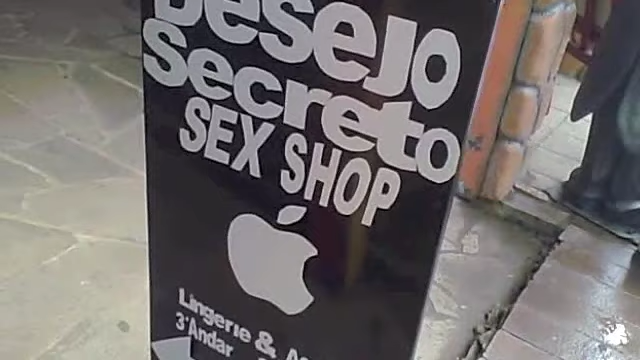 Desejo
Secreto
SEX SHOP
Lingerie &
3°Andar